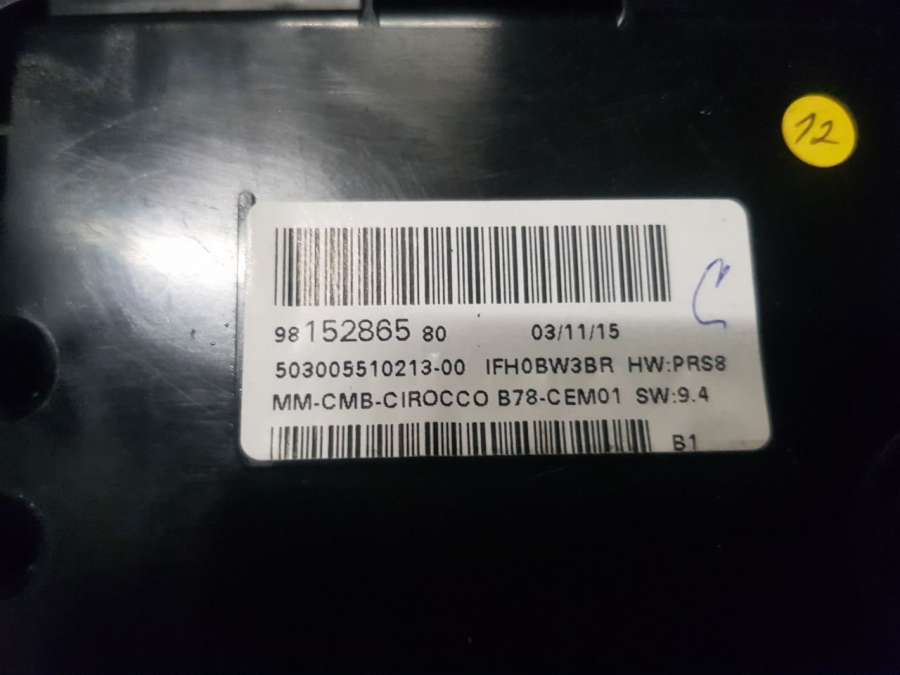 12
98 152865 80 03/11/15
503005510213-00 IFH0BW3BR HW:PRS8
MM-CMB-CIROCCO B78-CEM01 SW:9.4
B1